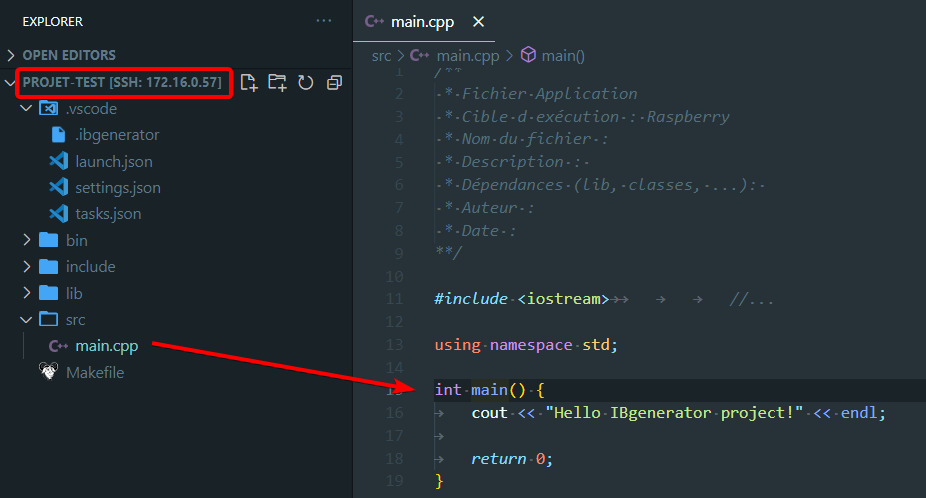 EXPLORER
OPEN EDITORS
PROJET-TEST [SSH: 172.16.0.57]
.vscode
.ibgenerator
launch.json
settings.json
tasks.json
bin
include
lib
src
main.cpp
Makefile
main.cpp
src > main.cpp > main()
1 /**
2 * Fichier Application
3 * Cible d exécution : Raspberry
4 * Nom du fichier :
5 * Description :
6 * Dépendances (lib, classes, ...):
7 * Auteur :
8 * Date :
9 **/
10
11 #include <iostream> //...
12
13 using namespace std;
14
15 int main() {
16 cout << "Hello IBgenerator project!" << endl;
17
18 return 0;
19 }